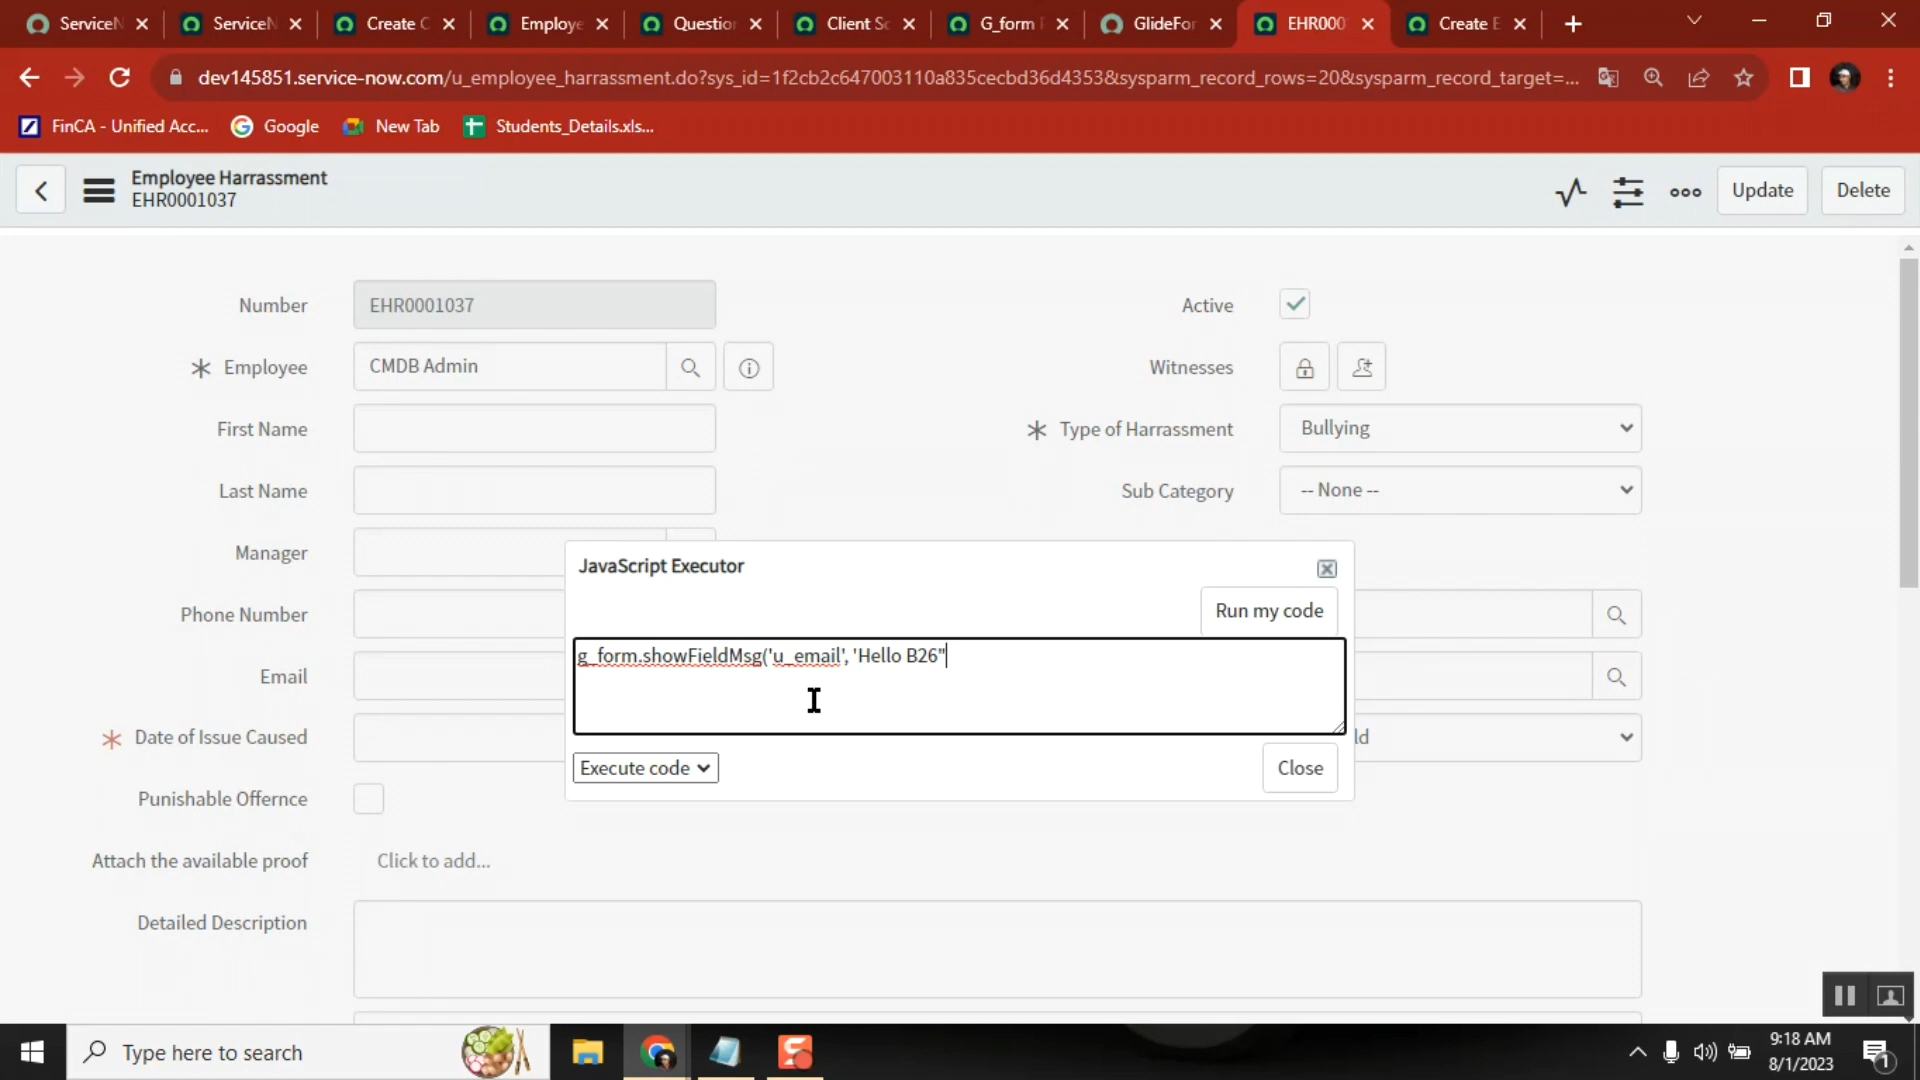 ServiceN
ServiceN
Create C
Employe
Question
Client Sc
G_form
GlideFor
EHR000
Create E
dev145851.service-now.com/u_employee_harrassment.do?sys_id=1f2cb2c647003110a835cecbd36d4353&sysparm_record_rows=20&sysparm_record_target=...
FinCA - Unified Acc...
Google
New Tab
Students_Details.xls...
Employee Harrassment
EHR0001037
Update
Delete
Number
EHR0001037
Active
Employee
CMDB Admin
Witnesses
First Name
Type of Harrassment
Bullying
Last Name
Sub Category
-- None --
Manager
JavaScript Executor
Run my code
Phone Number
g_form.showFieldMsg('u_email', 'Hello B26"
Email
Date of Issue Caused
ld
Execute code
Close
Punishable Offernce
Attach the available proof
Click to add...
Detailed Description
Type here to search
9:18 AM
8/1/2023
1